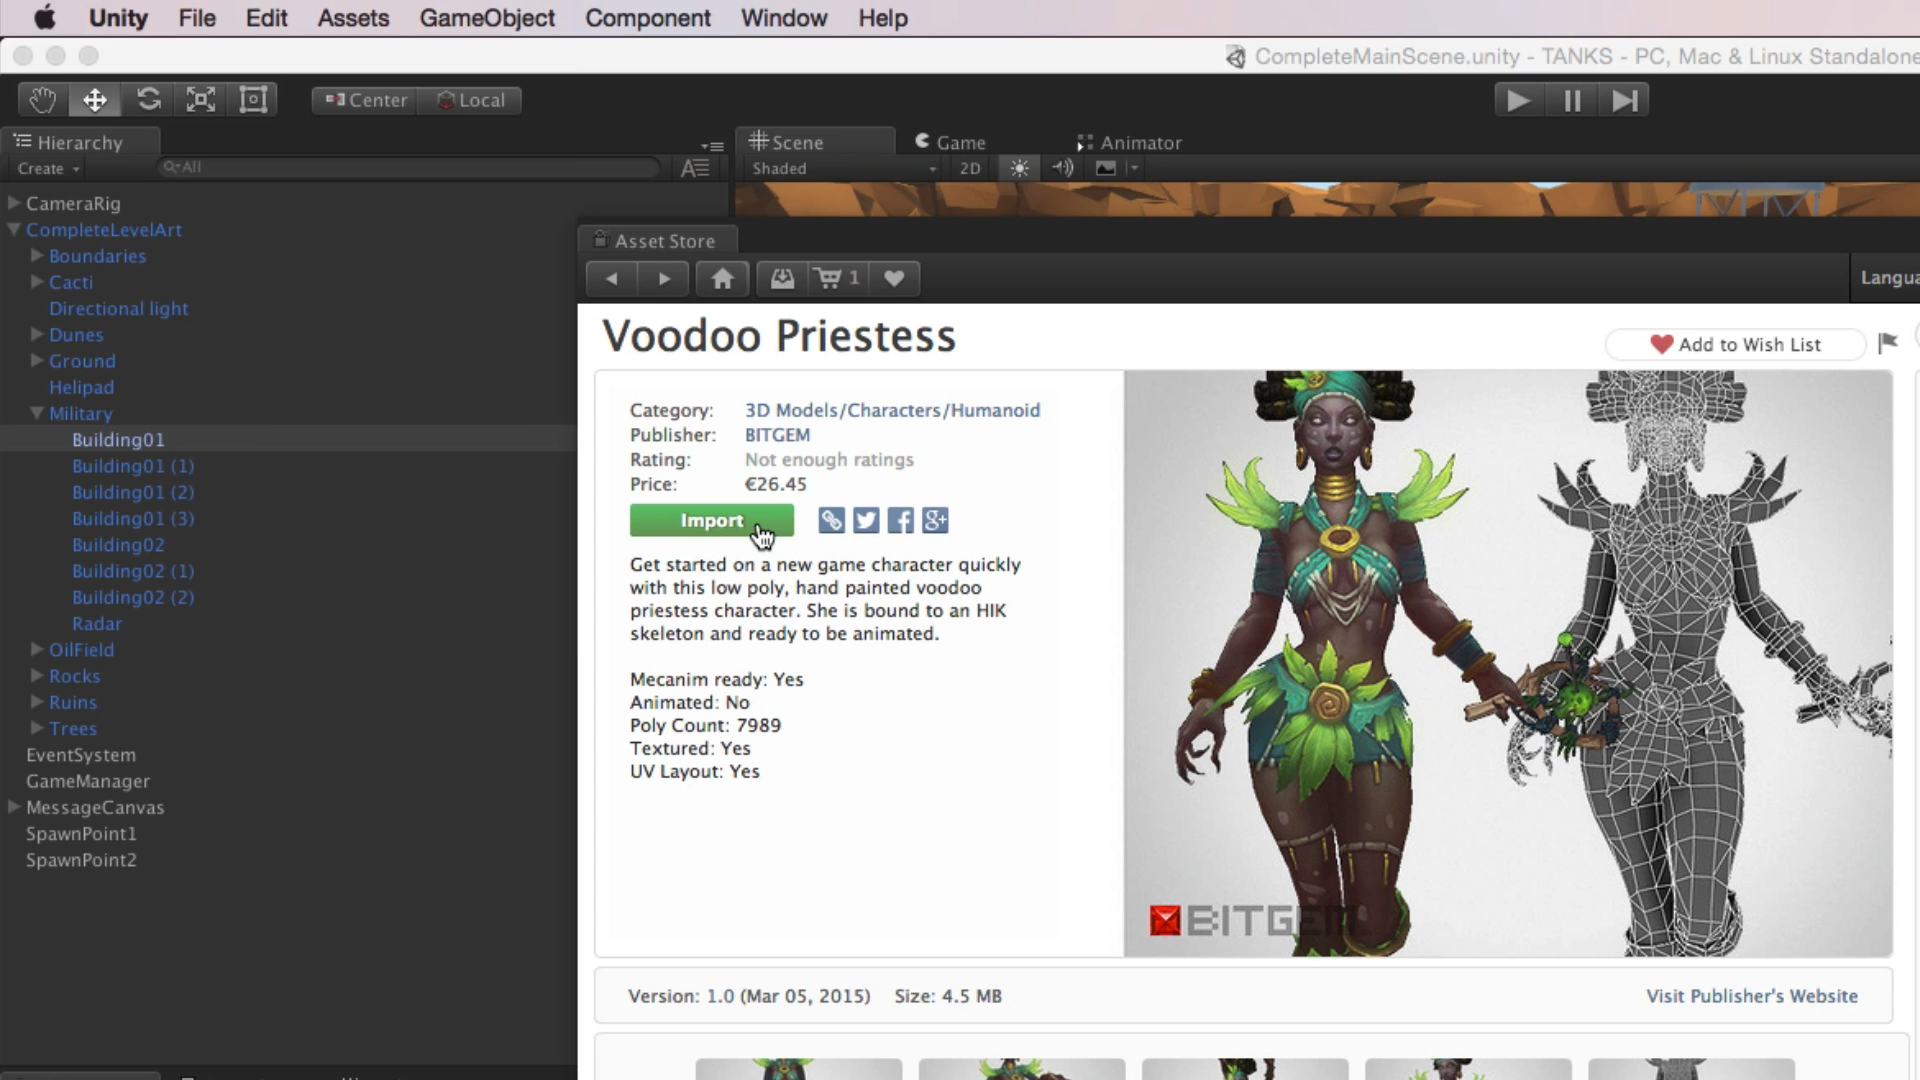 Unity File Edit Assets GameObject Component Window Help
CompleteMainScene.unity - TANKS - PC, Mac & Linux Standalone
Center Local
Hierarchy
Create All
Scene Game Animator
Shaded 2D
CameraRig
CompleteLevelArt
Boundaries
Cacti
Directional light
Dunes
Ground
Helipad
Military
Building01
Building01 (1)
Building01 (2)
Building01 (3)
Building02
Building02 (1)
Building02 (2)
Radar
OilField
Rocks
Ruins
Trees
EventSystem
GameManager
MessageCanvas
SpawnPoint1
SpawnPoint2
Asset Store
1
Langua
Voodoo Priestess
Add to Wish List
Category: 3D Models/Characters/Humanoid
Publisher: BITGEM
Rating: Not enough ratings
Price: €26.45
Import
Get started on a new game character quickly
with this low poly, hand painted voodoo
priestess character. She is bound to an HIK
skeleton and ready to be animated.
Mecanim ready: Yes
Animated: No
Poly Count: 7989
Textured: Yes
UV Layout: Yes
BITGEM
Version: 1.0 (Mar 05, 2015) Size: 4.5 MB
Visit Publisher's Website